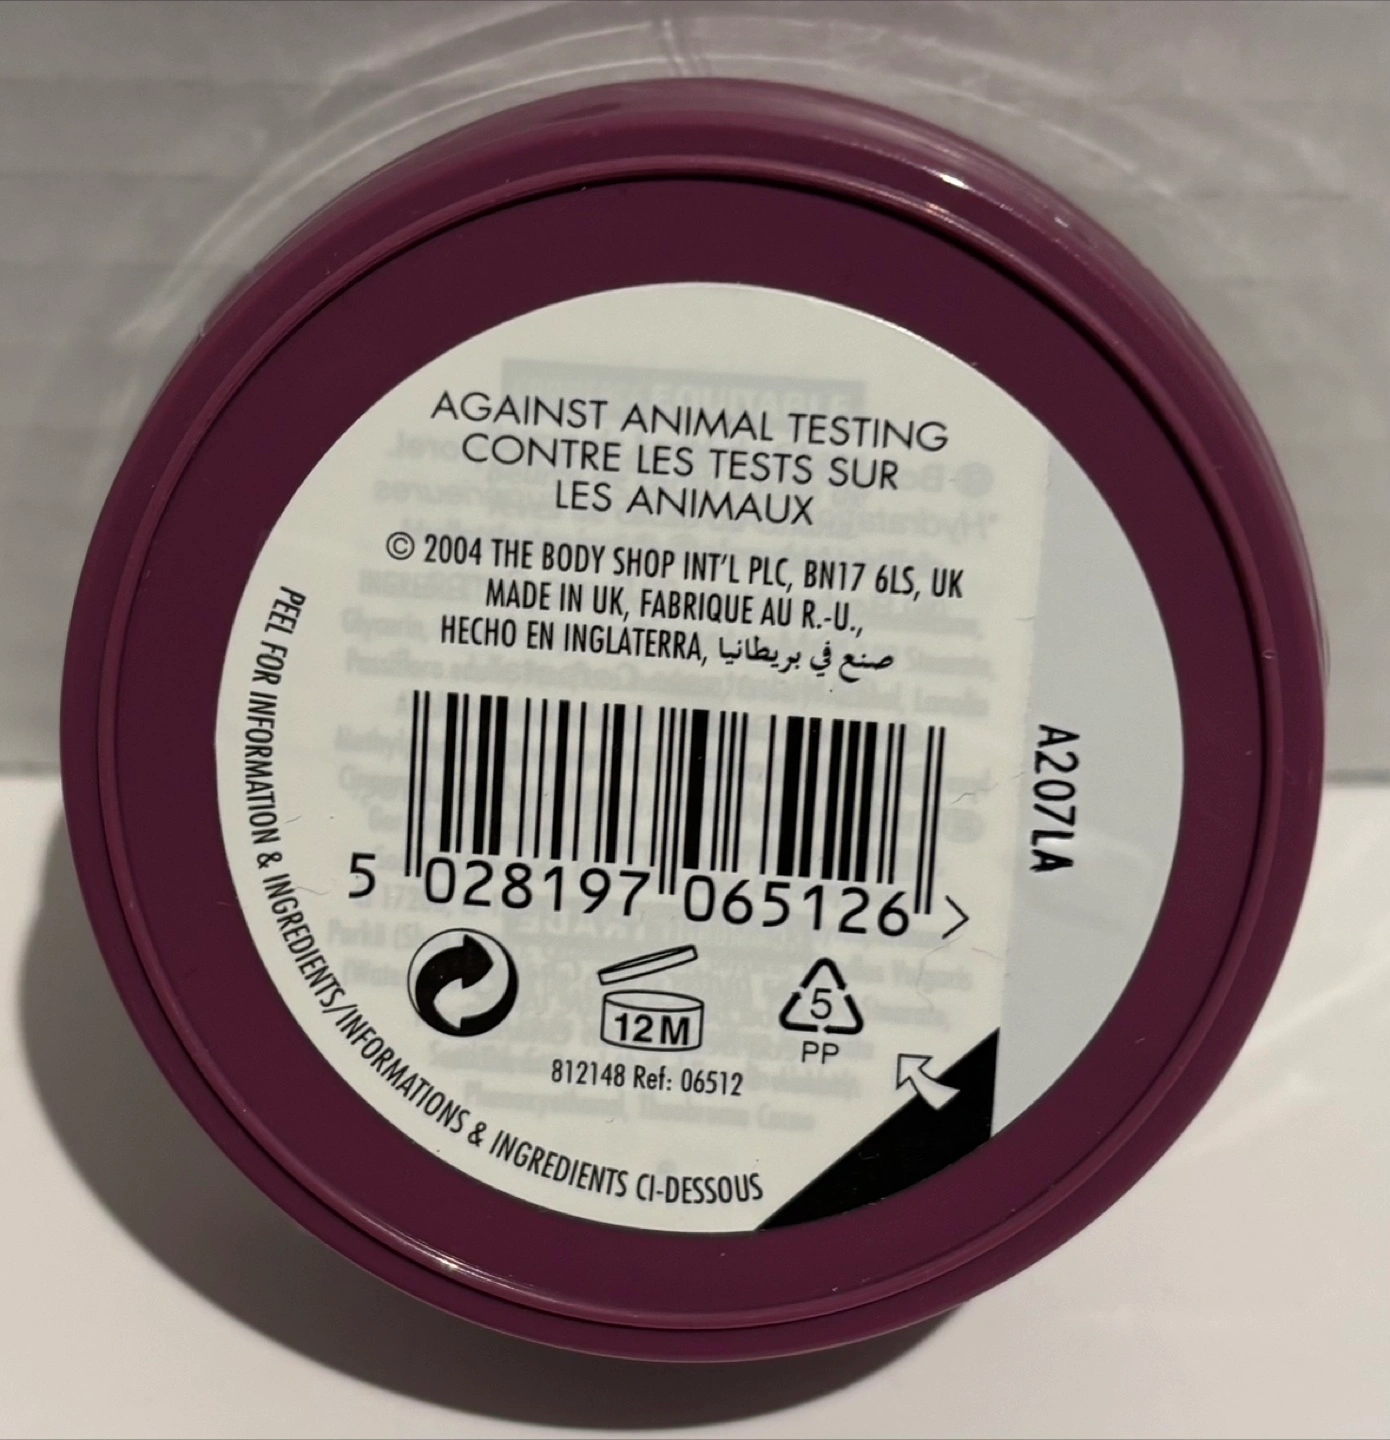 AGAINST ANIMAL TESTING
CONTRE LES TESTS SUR
LES ANIMAUX
© 2004 THE BODY SHOP INT'L PLC, BN17 6LS, UK
MADE IN UK, FABRIQUE AU R.-U.,
HECHO EN INGLATERRA, صنع في بريطانيا
5 028197 065126 >
12M
5
PP
812148 Ref: 06512
PEEL FOR INFORMATION & INGREDIENTS/INFORMATIONS & INGREDIENTS CI-DESSOUS
A207LA